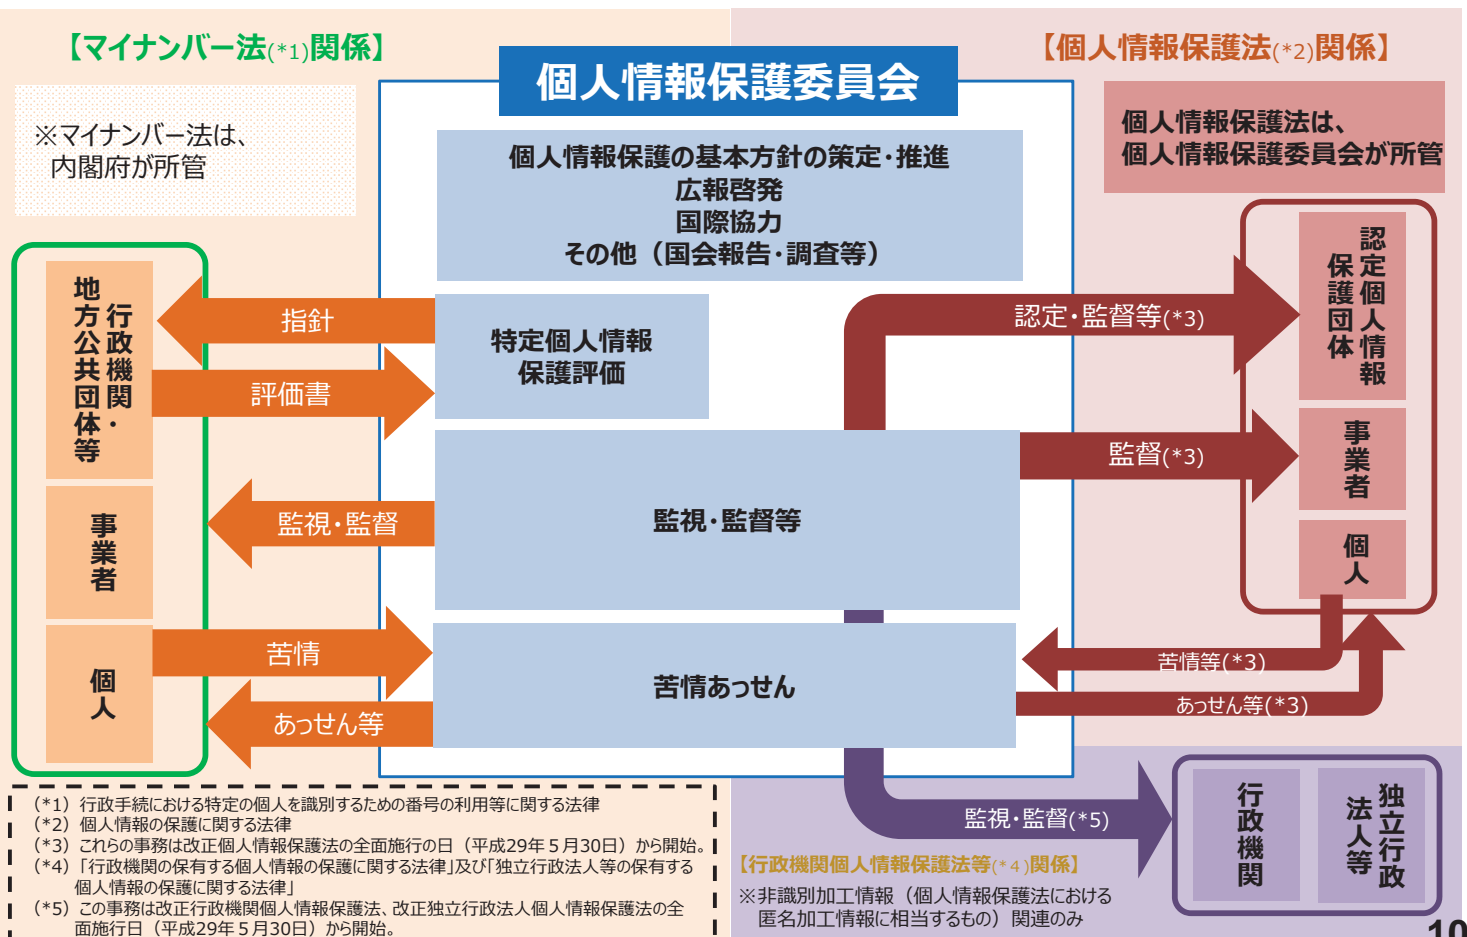 【マイナンバー法(*1)関係】
※マイナンバー法は、
内閣府が所管
個人情報保護委員会
【個人情報保護法(*2)関係】
個人情報保護法は、
個人情報保護委員会が所管
個人情報保護の基本方針の策定・推進
広報啓発
国際協力
その他（国会報告・調査等）
行政機関・
地方公共団体等
事業者
個人
指針
評価書
監視・監督
苦情
あっせん等
特定個人情報
保護評価
監視・監督等
苦情あっせん
認定・監督等(*3)
監督(*3)
苦情等(*3)
あっせん等(*3)
認定個人情報
保護団体
事業者
個人
監視・監督(*5)
行政機関
独立行政
法人等
【行政機関個人情報保護法等(*4)関係】
※非識別加工情報（個人情報保護法における
匿名加工情報に相当するもの）関連のみ
(*1) 行政手続における特定の個人を識別するための番号の利用等に関する法律
(*2) 個人情報の保護に関する法律
(*3) これらの事務は改正個人情報保護法の全面施行の日（平成29年５月30日）から開始。
(*4) 「行政機関の保有する個人情報の保護に関する法律」及び「独立行政法人等の保有する
個人情報の保護に関する法律」
(*5) この事務は改正行政機関個人情報保護法、改正独立行政法人個人情報保護法の全
面施行日（平成29年５月30日）から開始。
10